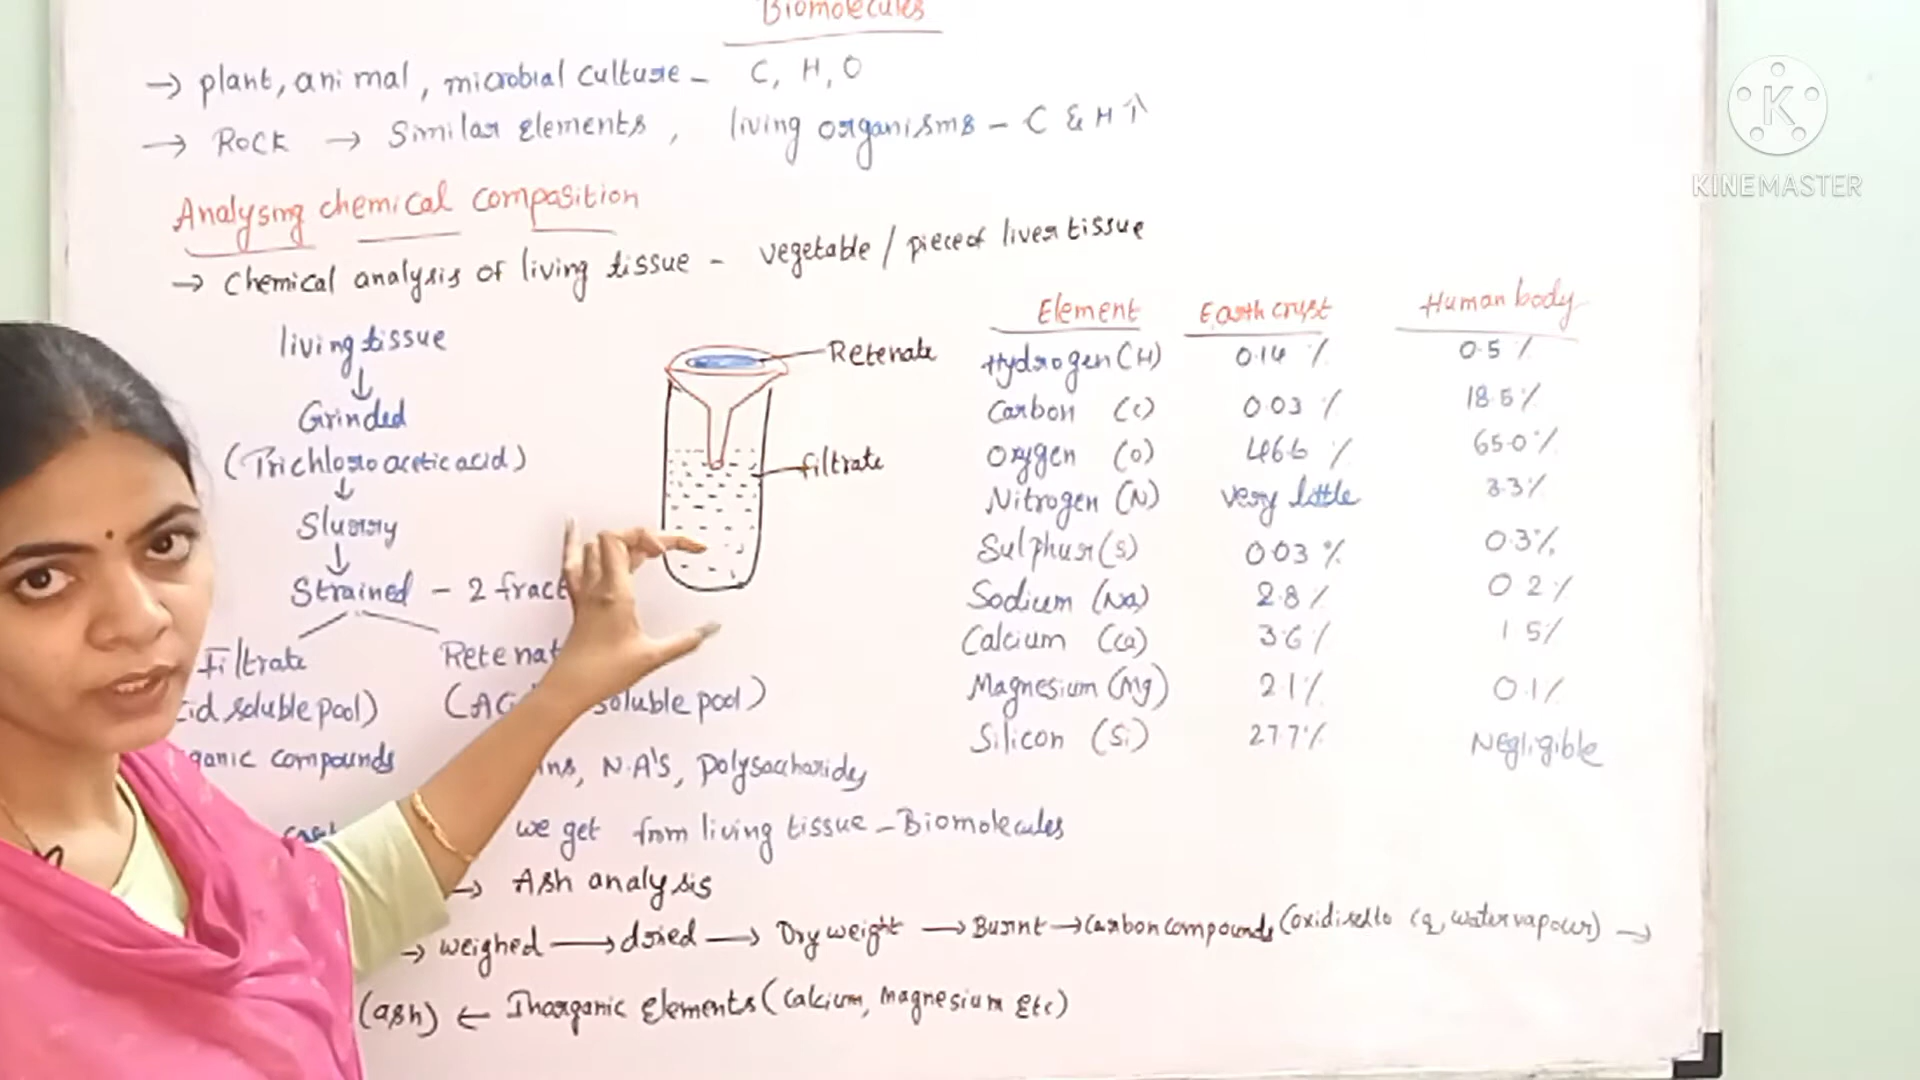 Biomolecules
→ plant, animal, microbial culture - C, H, O
→ Rock → Similar Elements, living organisms - C & H ↑
Analysing chemical composition
→ Chemical analysis of living tissue - vegetable / piece of liver tissue
living tissue
↓
Grinded
(Trichloro acetic acid)
↓
Slurry
↓
Strained - 2 fract
Filtrate Retenat
cid soluble pool) (AC soluble pool)
ganic compounds ns, N.A's, polysaccharides
we get from living tissue - Biomolecules
→ Ash analysis
→ weighed → dried → Dry weight → Burnt → Carbon compounds (oxidised to water vapour) →
(ash) ← Inorganic Elements (Calcium, Magnesium Etc)
Retenate
filtrate
Element Earth crust Human body
Hydrogen (H) 0.14 % 0.5 %
Carbon (C) 0.03 % 18.5 %
Oxygen (O) 46.6 % 65.0 %
Nitrogen (N) very little 3.3 %
Sulphur (S) 0.03 % 0.3 %
Sodium (Na) 2.8 % 0.2 %
Calcium (Ca) 3.6 % 1.5 %
Magnesium (Mg) 2.1 % 0.1 %
Silicon (Si) 27.7 % Negligible
K
KINEMASTER